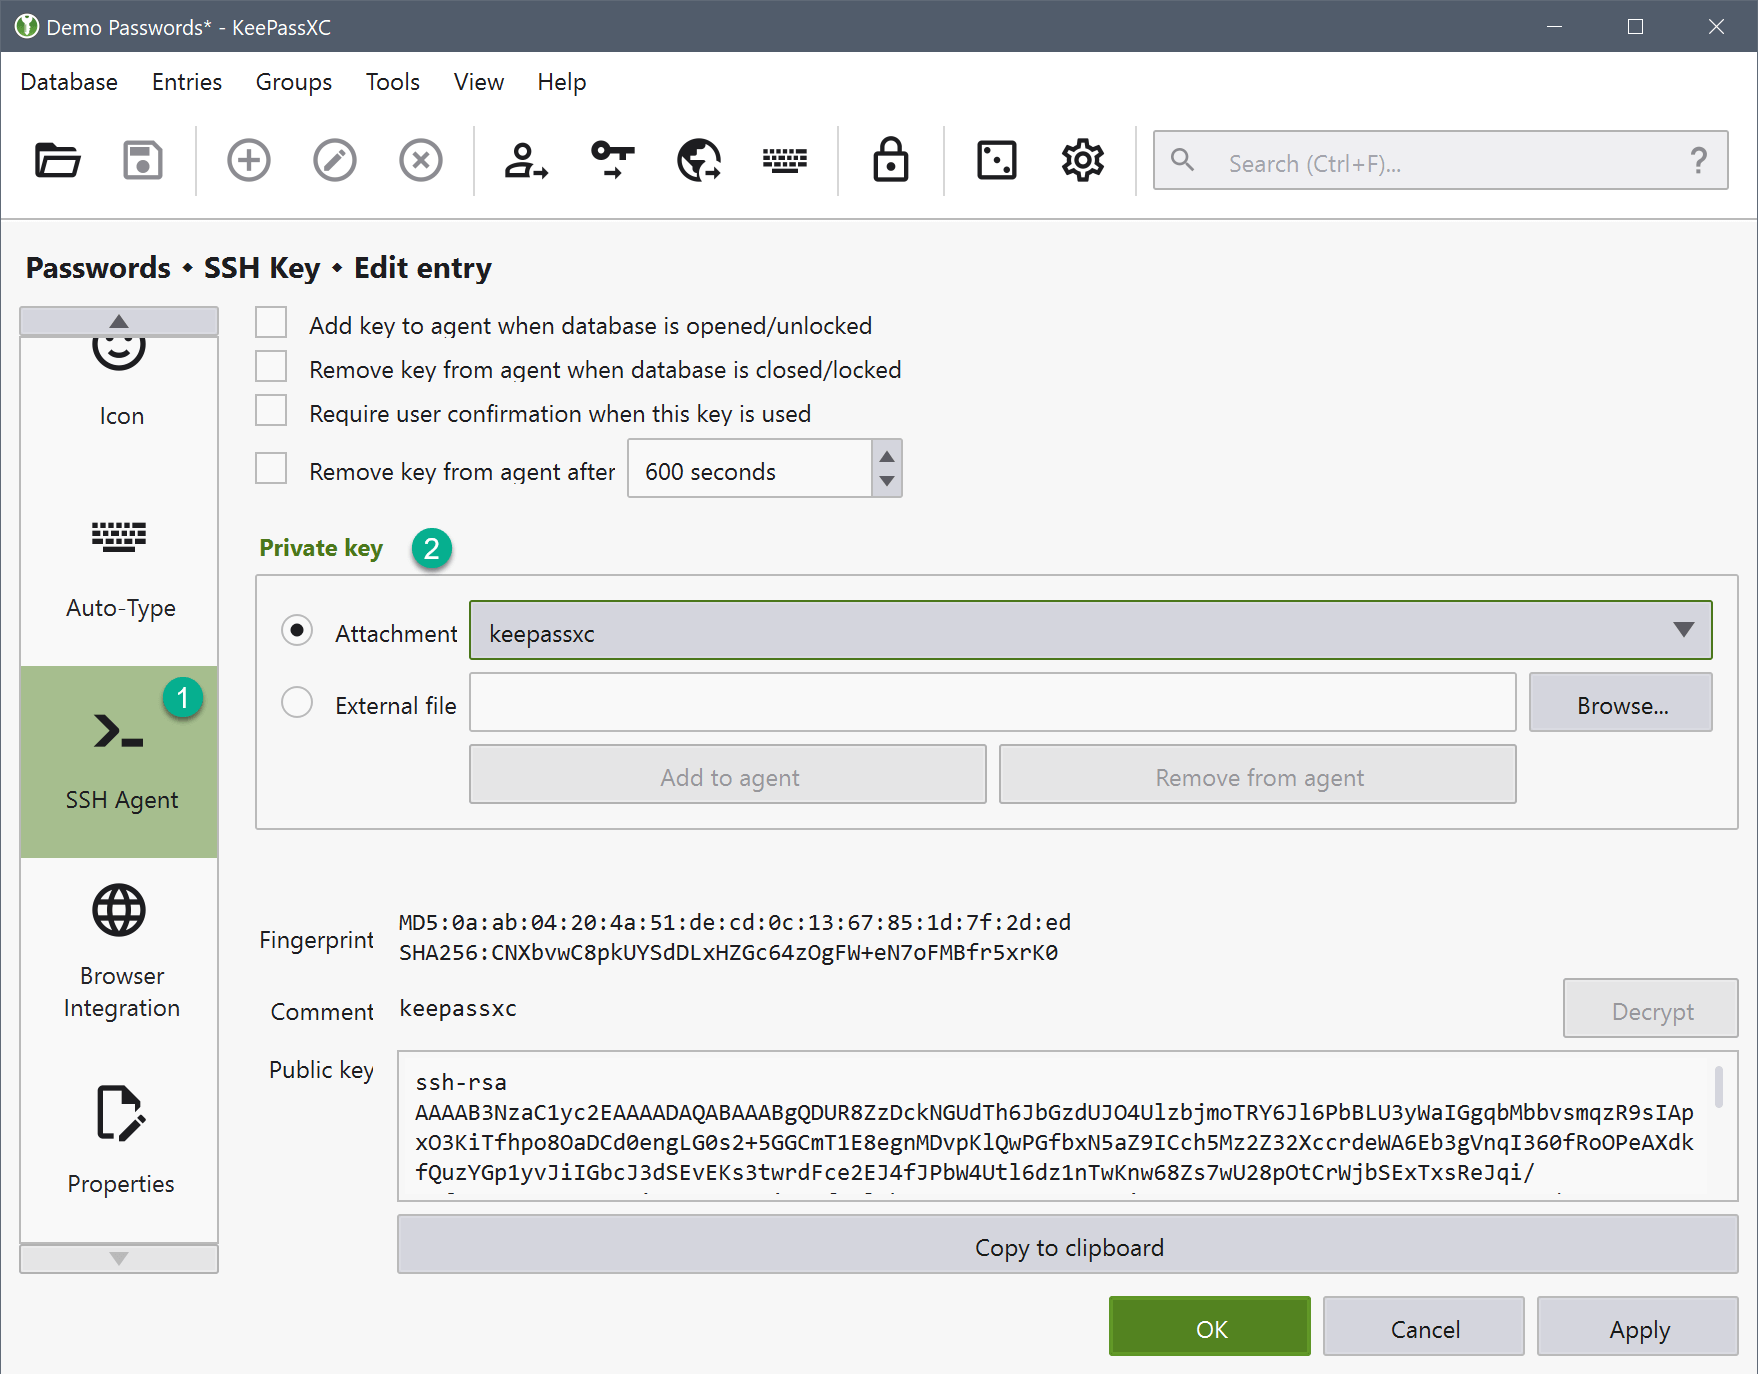 Demo Passwords* - KeePassXC
Database Entries Groups Tools View Help
Search (Ctrl+F)... ?
Passwords • SSH Key • Edit entry
Add key to agent when database is opened/unlocked
Remove key from agent when database is closed/locked
Require user confirmation when this key is used
Remove key from agent after 600 seconds
Icon
Auto-Type
1
SSH Agent
Browser
Integration
Properties
Private key 2
Attachment keepassxc
External file Browse...
Add to agent Remove from agent
Fingerprint
MD5:0a:ab:04:20:4a:51:de:cd:0c:13:67:85:1d:7f:2d:ed
SHA256:CNXbvwC8pkUYSdDLxHZGc64zOgFW+eN7oFMBfr5xrK0
Comment keepassxc Decrypt
Public key
ssh-rsa
AAAAB3NzaC1yc2EAAAADAQABAAABgQDUR8ZzDckNGUdTh6JbGzdUJO4UlzbjmoTRY6Jl6PbBLU3yWaIGgqbMbbvsmqzR9sIAp
xO3KiTfhpo8OaDCd0engLG0s2+5GGCmT1E8egnMDvpKlQwPGfbxN5aZ9ICch5Mz2Z32XccrdeWA6Eb3gVnqI360fRoOPeAXdk
fQuzYGp1yvJiIGbcJ3dSEvEKs3twrdFce2EJ4fJPbW4Utl6dz1nTwKnw68Zs7wU28pOtCrWjbSExTxsReJqi/
Copy to clipboard
OK Cancel Apply